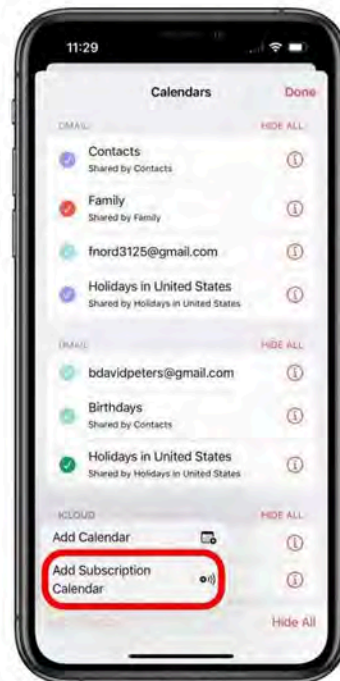 11:29
Calendars
Done
GMAIL
HIDE ALL
Contacts
Shared by Contacts
Family
Shared by Family
fnord3125@gmail.com
Holidays in United States
Shared by Holidays in United States
GMAIL
HIDE ALL
bdavidpeters@gmail.com
Birthdays
Shared by Contacts
Holidays in United States
Shared by Holidays in United States
ICLOUD
HIDE ALL
Add Calendar
Add Subscription
Calendar
Hide All